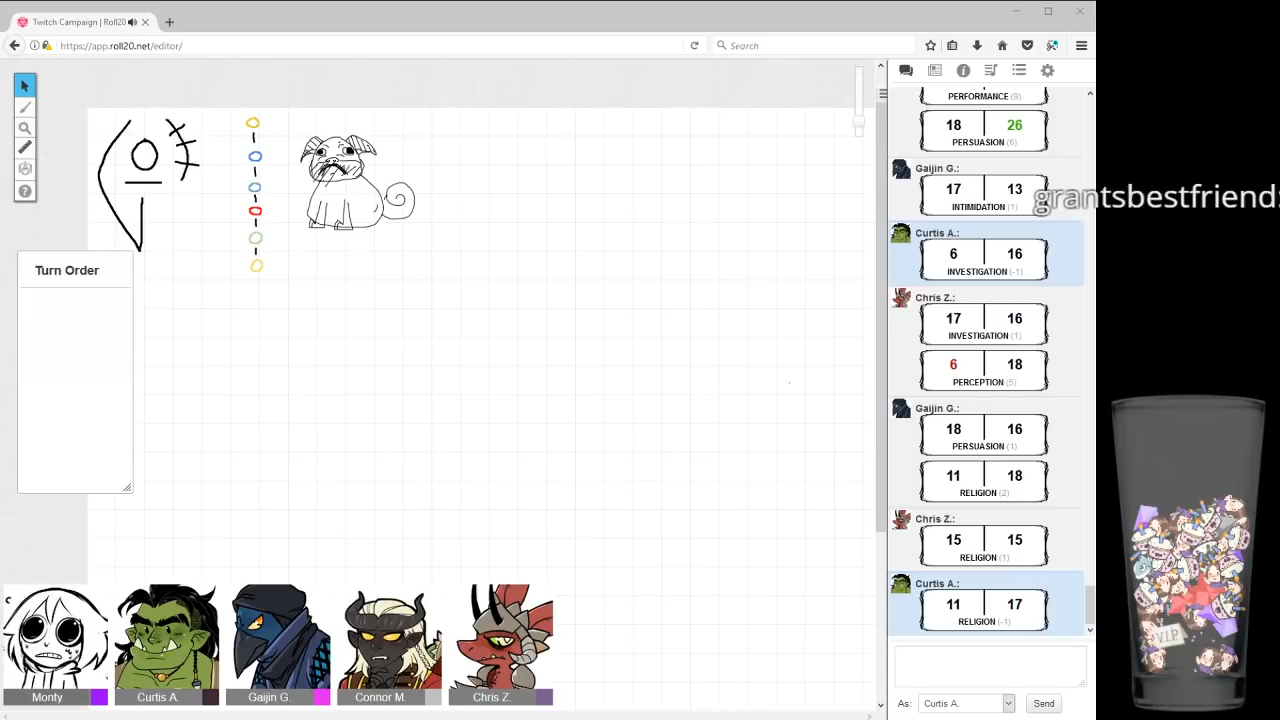 Twitch Campaign | Roll20
https://app.roll20.net/editor/
Search
Turn Order
PERFORMANCE (9)
18 26
PERSUASION (6)
Gaijin G.:
17 13
INTIMIDATION (1)
grantsbestfriend
Curtis A.:
6 16
INVESTIGATION (-1)
Chris Z.:
17 16
INVESTIGATION (1)
6 18
PERCEPTION (5)
Gaijin G.:
18 16
PERSUASION (1)
11 18
RELIGION (2)
Chris Z.:
15 15
RELIGION (1)
Curtis A.:
11 17
RELIGION (-1)
VIP
Monty
Curtis A.
Gaijin G.
Connor M.
Chris Z.
As:
Curtis A.
Send